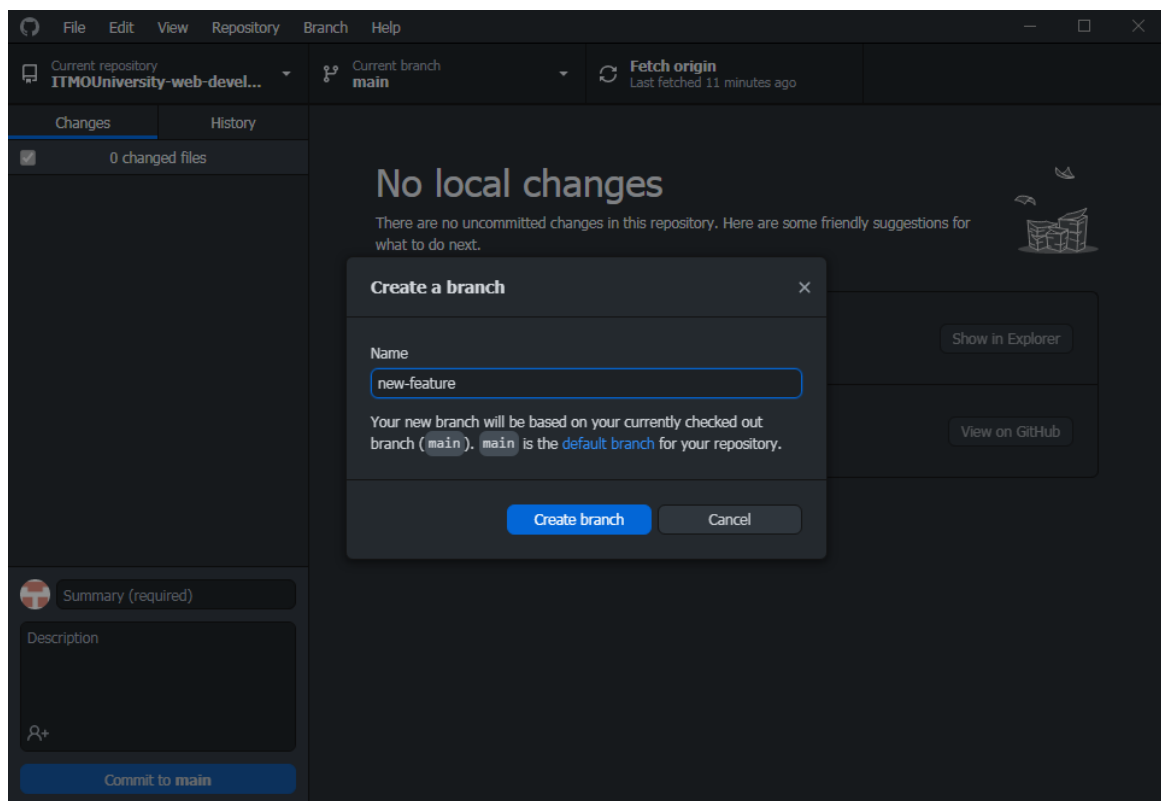 File Edit View Repository Branch Help
Current repository
ITMOUniversity-web-devel...
Current branch
main
Fetch origin
Last fetched 11 minutes ago
Changes History
0 changed files
No local changes
There are no uncommitted changes in this repository. Here are some friendly suggestions for
what to do next.
Show in Explorer
View on GitHub
Create a branch
Name
new-feature
Your new branch will be based on your currently checked out
branch (main). main is the default branch for your repository.
Create branch Cancel
Summary (required)
Description
Commit to main